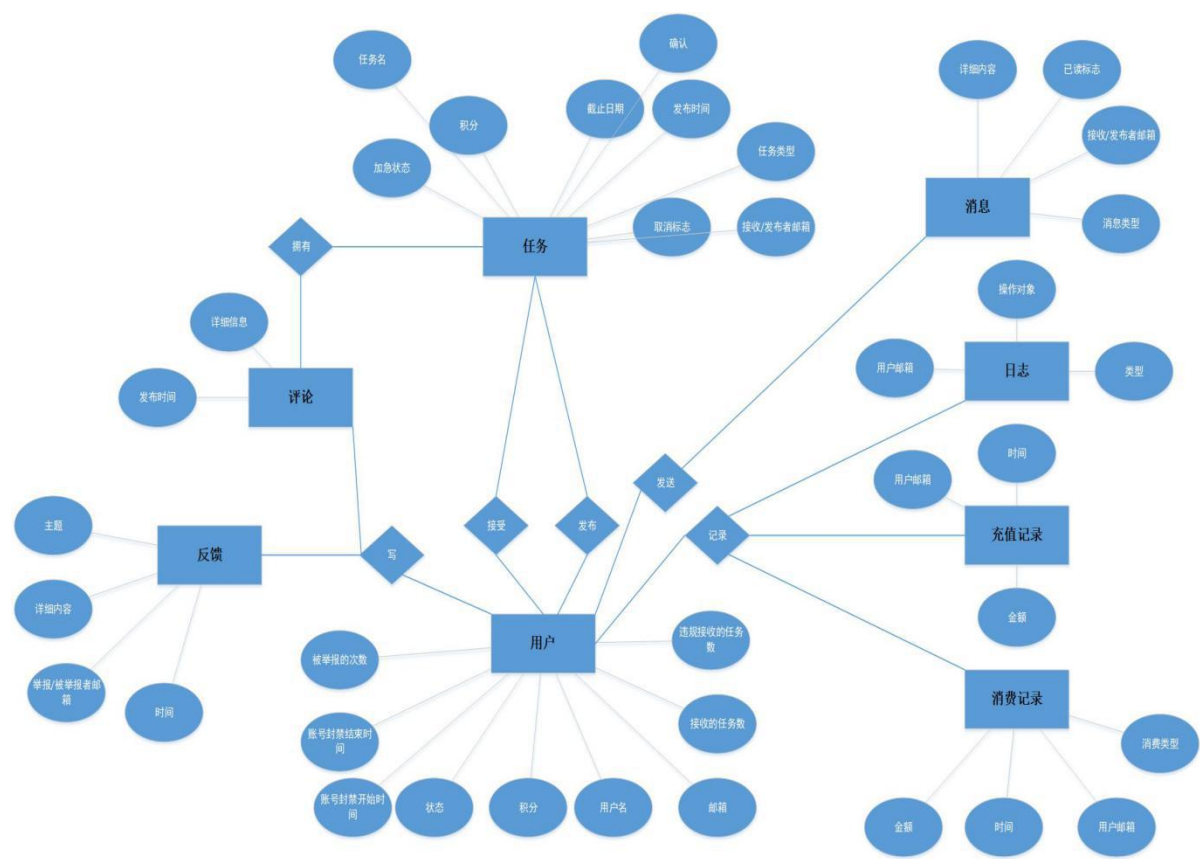 确认
任务名
详细内容
已读标志
截止日期
发布时间
积分
接收/发布者邮箱
任务类型
加急状态
消息
消息类型
取消标志
接收/发布者邮箱
拥有
任务
操作对象
详细信息
用户邮箱
日志
类型
发布时间
评论
时间
用户邮箱
发送
主题
接受
发布
记录
充值记录
反馈
写
详细内容
金额
用户
违规接收的任务
数
被举报的次数
举报/被举报者邮
箱
时间
消费记录
接收的任务数
账号封禁结束时
间
消费类型
账号封禁开始时
间
状态
积分
用户名
邮箱
金额
时间
用户邮箱